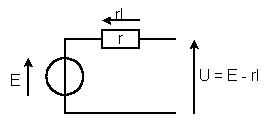 rI
r
E
U = E - rI